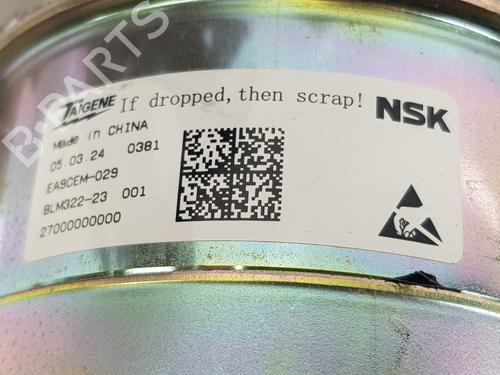 TAIGENE If dropped, then scrap! NSK
Made in CHINA
05.03.24 0381
EA9CEM-029
BLM322-23 001
27000000000
B-PARTS